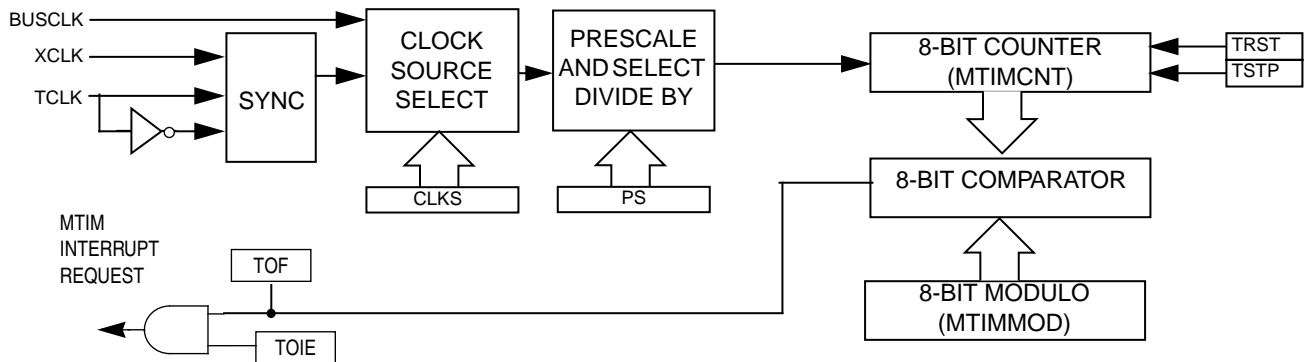 BUSCLK
XCLK
TCLK
SYNC
CLOCK
SOURCE
SELECT
PRESCALE
AND SELECT
DIVIDE BY
8-BIT COUNTER
(MTIMCNT)
TRST
TSTP
CLKS
PS
8-BIT COMPARATOR
MTIM
INTERRUPT
REQUEST
TOF
TOIE
8-BIT MODULO
(MTIMMOD)